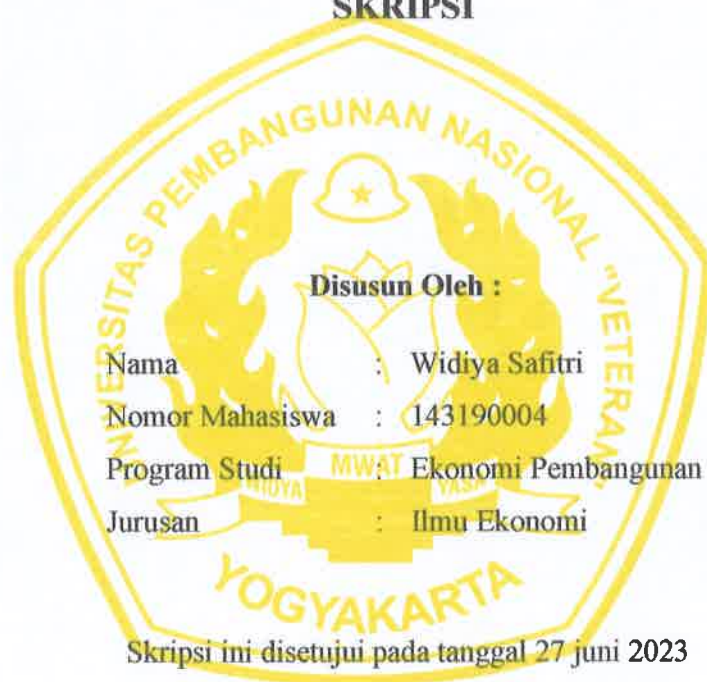 SKRIPSI
UNIVERSITAS PEMBANGUNAN NASIONAL "VETERAN"
Disusun Oleh :
Nama : Widiya Safitri
Nomor Mahasiswa : 143190004
Program Studi : Ekonomi Pembangunan
Jurusan : Ilmu Ekonomi
WIDYA MWAT YASA
YOGYAKARTA
Skripsi ini disetujui pada tanggal 27 juni 2023